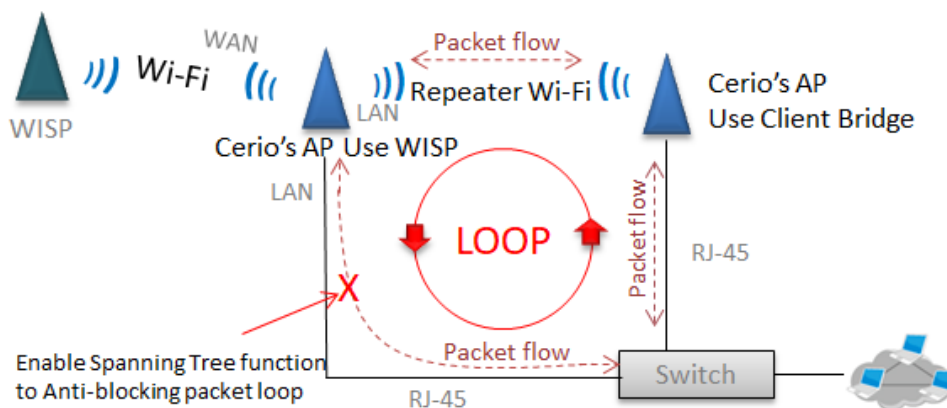 WAN
Wi-Fi
Packet flow
Repeater Wi-Fi
Cerio's AP
Use Client Bridge
WISP
LAN
Cerio's AP Use WISP
LAN
LOOP
Packet flow
RJ-45
X
Enable Spanning Tree function
to Anti-blocking packet loop
Packet flow
Switch
RJ-45